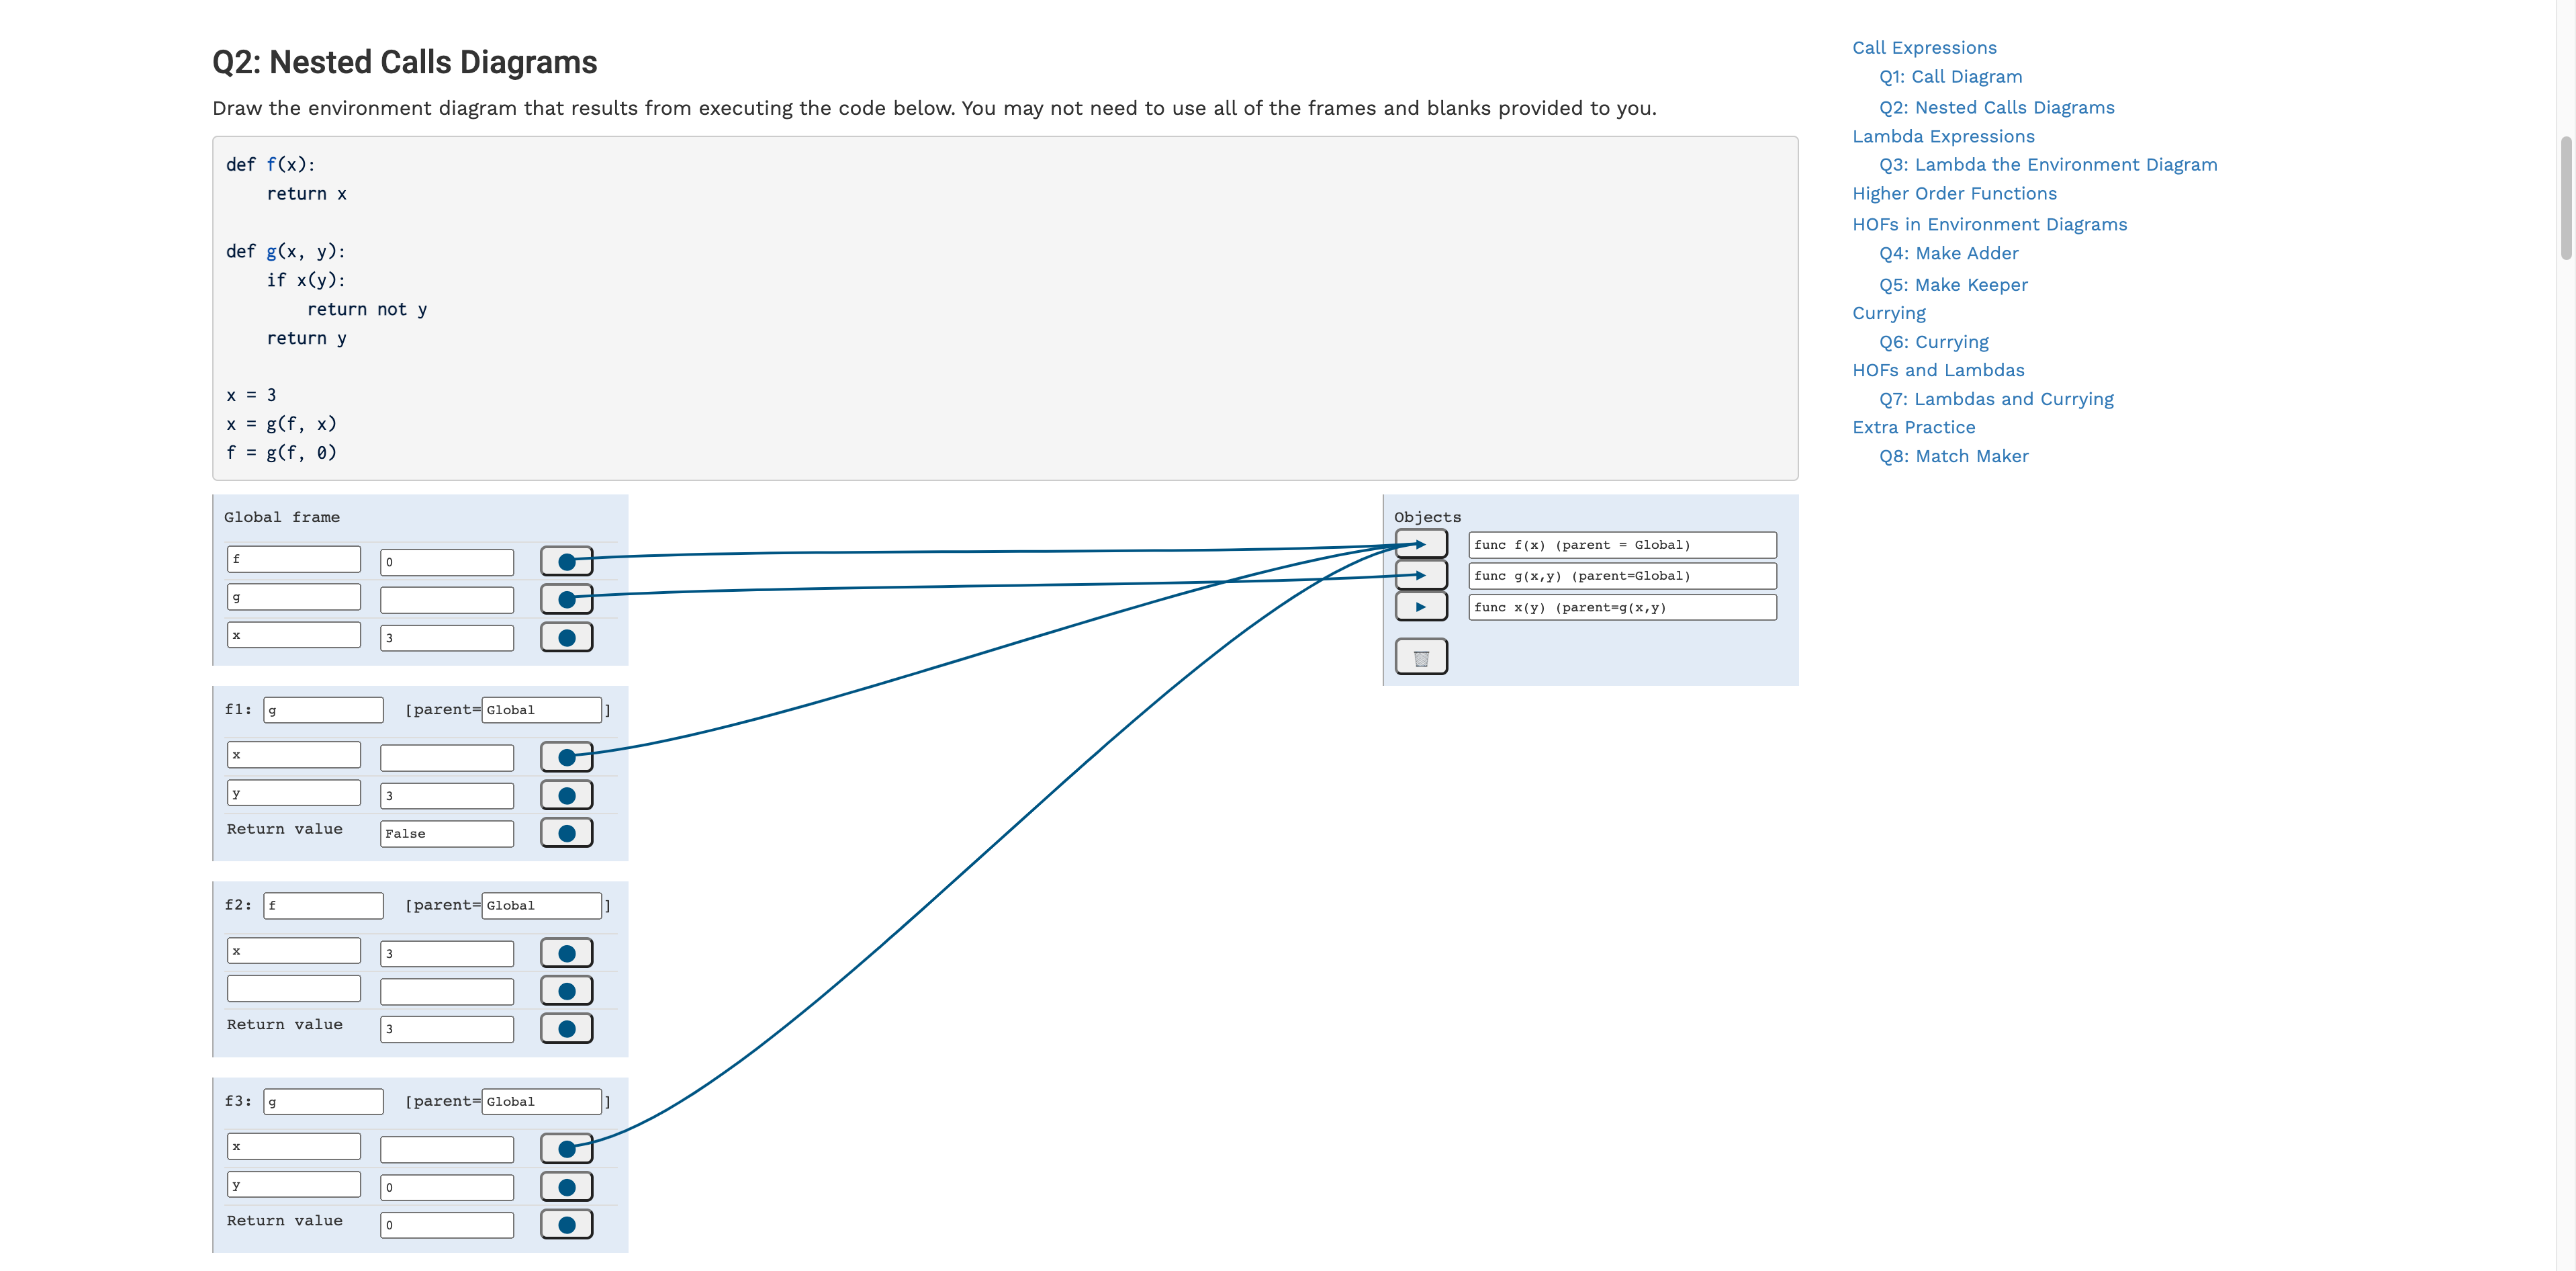 Q2: Nested Calls Diagrams
Draw the environment diagram that results from executing the code below. You may not need to use all of the frames and blanks provided to you.
def f(x):
    return x
def g(x, y):
    if x(y):
        return not y
    return y
x = 3
x = g(f, x)
f = g(f, 0)
Global frame
f 0
g
x 3
f1: g [parent= Global ]
x
y 3
Return value False
f2: f [parent= Global ]
x 3
Return value 3
f3: g [parent= Global ]
x
y 0
Return value 0
Objects
func f(x) (parent = Global)
func g(x,y) (parent=Global)
func x(y) (parent=g(x,y)
Call Expressions
Q1: Call Diagram
Q2: Nested Calls Diagrams
Lambda Expressions
Q3: Lambda the Environment Diagram
Higher Order Functions
HOFs in Environment Diagrams
Q4: Make Adder
Q5: Make Keeper
Currying
Q6: Currying
HOFs and Lambdas
Q7: Lambdas and Currying
Extra Practice
Q8: Match Maker